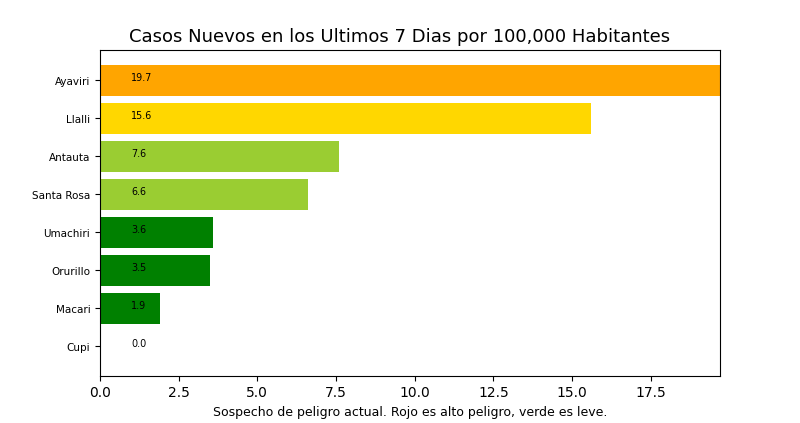 Casos Nuevos en los Ultimos 7 Dias por 100,000 Habitantes
Ayaviri 19.7
Llalli 15.6
Antauta 7.6
Santa Rosa 6.6
Umachiri 3.6
Orurillo 3.5
Macari 1.9
Cupi 0.0
0.0 2.5 5.0 7.5 10.0 12.5 15.0 17.5
Sospecho de peligro actual. Rojo es alto peligro, verde es leve.